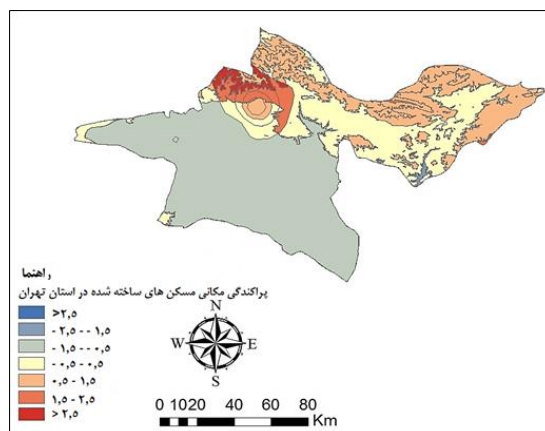 راهنما
پراکندگی مکانی مسکن های ساخته شده در استان تهران
>۲,۵
- ۲,۵ - -۱,۵
- ۱,۵ - -۰,۵
- ۰,۵ - ۰,۵
۰,۵ - ۱,۵
۱,۵ - ۲,۵
> ۲,۵
N
W E
S
0 10 20 40 60 80
Km